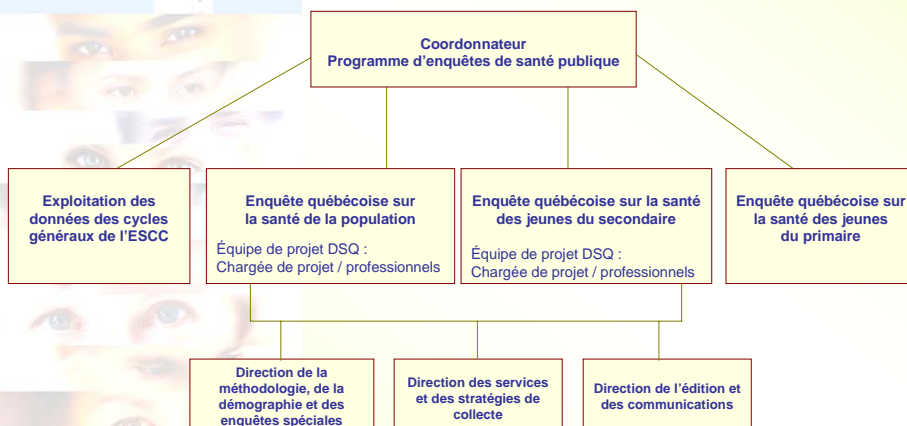 Coordonnateur
Programme d'enquêtes de santé publique
Exploitation des
données des cycles
généraux de l'ESCC
Enquête québécoise sur
la santé de la population
Équipe de projet DSQ :
Chargée de projet / professionnels
Enquête québécoise sur la santé
des jeunes du secondaire
Équipe de projet DSQ :
Chargée de projet / professionnels
Enquête québécoise sur
la santé des jeunes
du primaire
Direction de la
méthodologie, de la
démographie et des
enquêtes spéciales
Direction des services
et des stratégies de
collecte
Direction de l'édition et
des communications